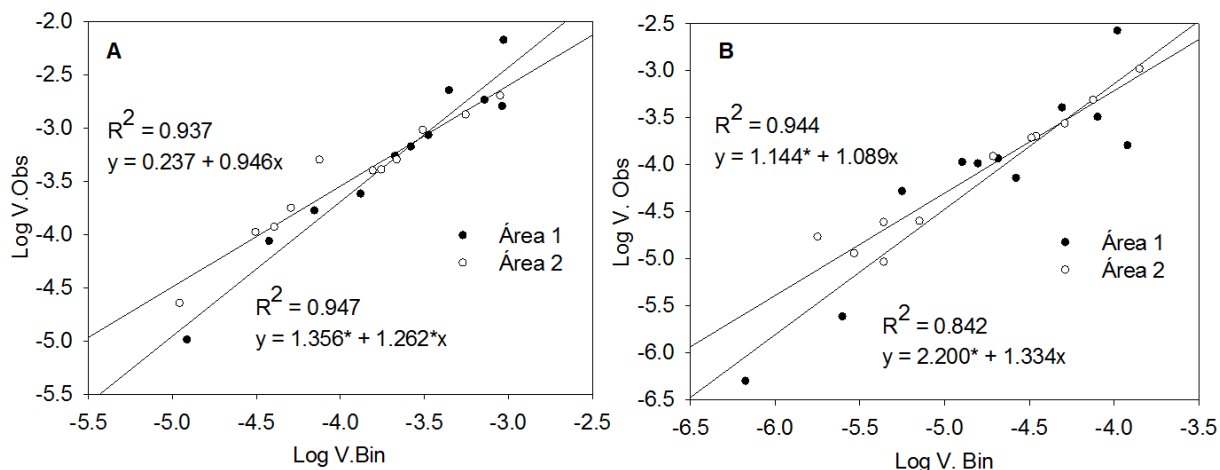 A
-2.0
-2.5
-3.0
-3.5
-4.0
-4.5
-5.0
-5.5
Log V.Obs
R2 = 0.937
y = 0.237 + 0.946x
Área 1
Área 2
R2 = 0.947
y = 1.356* + 1.262*x
-5.5 -5.0 -4.5 -4.0 -3.5 -3.0 -2.5
Log V.Bin
B
-2.5
-3.0
-3.5
-4.0
-4.5
-5.0
-5.5
-6.0
-6.5
Log V. Obs
R2 = 0.944
y = 1.144* + 1.089x
Área 1
Área 2
R2 = 0.842
y = 2.200* + 1.334x
-6.5 -6.0 -5.5 -5.0 -4.5 -4.0 -3.5
Log V. Bin